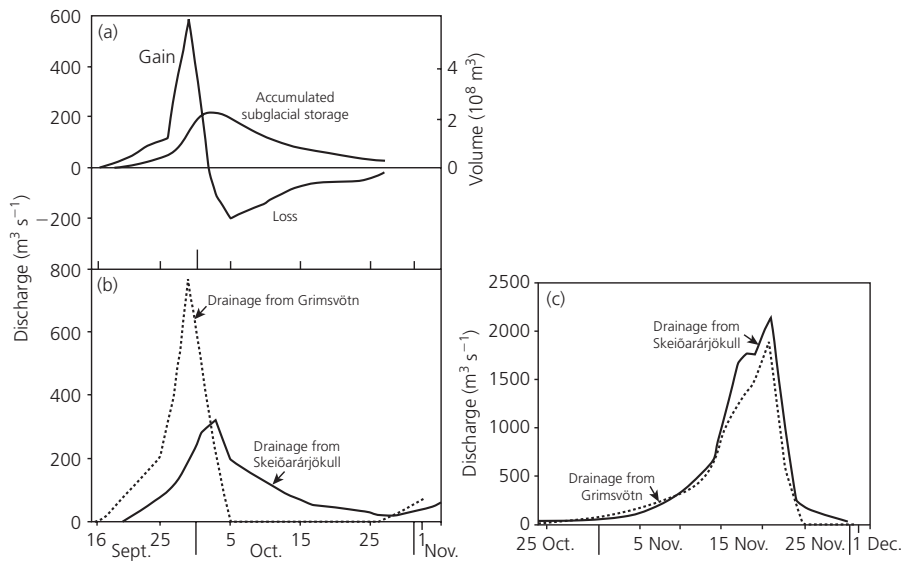 (a)
600
400
200
0
200
Gain
Accumulated
subglacial storage
Loss
4
2
0
Volume (10⁸ m³)
Discharge (m³ s⁻¹)
(b)
800
600
400
200
0
Drainage from Grimsvötn
Drainage from
Skeiõarárjökull
16 25 5 15 25 1
Sept. Oct. Nov.
(c)
2500
2000
1500
1000
500
0
Discharge (m³ s⁻¹)
Drainage from
Skeiõarárjökull
Drainage from
Grimsvötn
25 Oct. 5 Nov. 15 Nov. 25 Nov. 1 Dec.